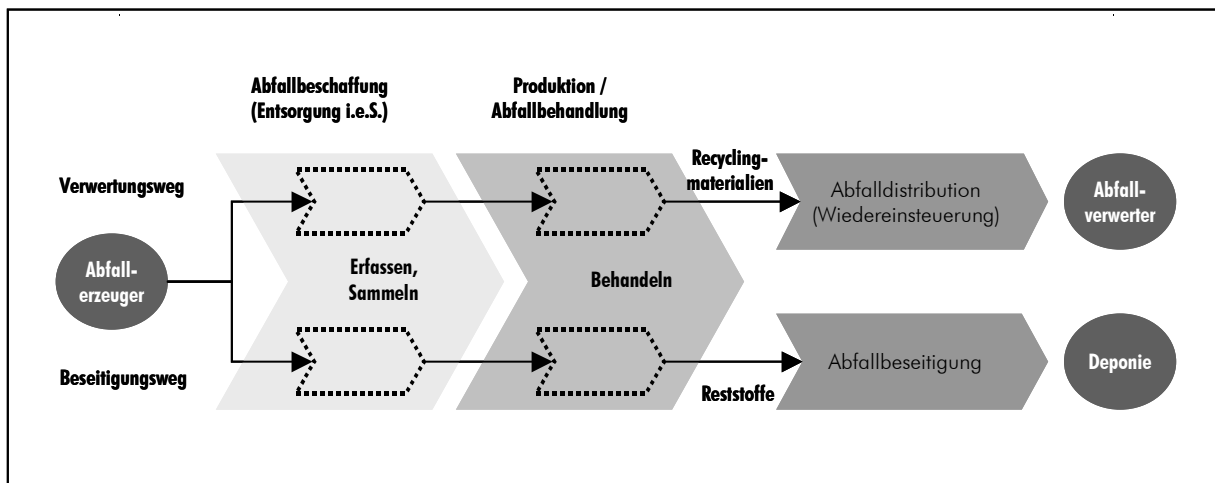 Abfallbeschaffung
(Entsorgung i.e.S.)
Produktion /
Abfallbehandlung
Verwertungsweg
Recycling-
materialien
Abfalldistribution
(Wiedereinsteuerung)
Abfall-
verwerter
Abfall-
erzeuger
Erfassen,
Sammeln
Behandeln
Beseitigungsweg
Reststoffe
Abfallbeseitigung
Deponie